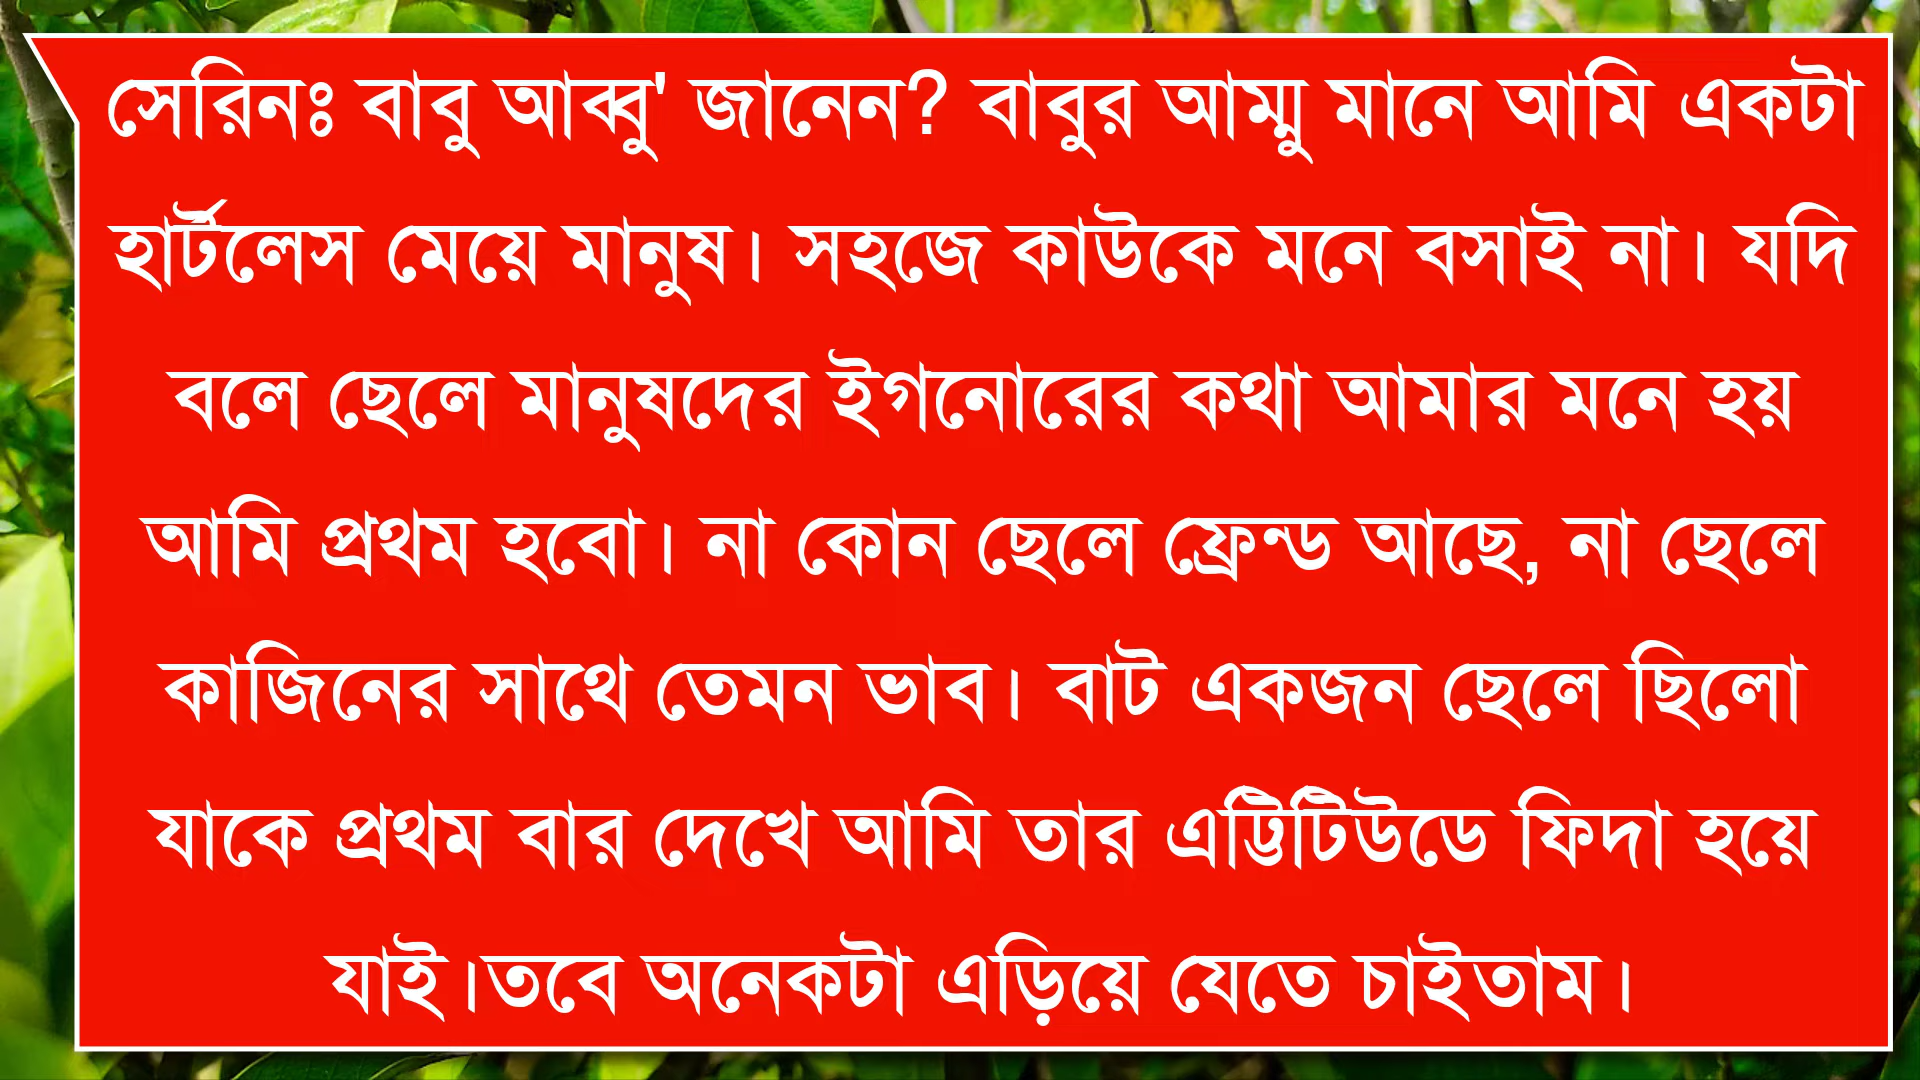 সেরিনঃ বাবু আব্বু' জানেন? বাবুর আম্মু মানে আমি একটা
হার্টলেস মেয়ে মানুষ। সহজে কাউকে মনে বসাই না। যদি
বলে ছেলে মানুষদের ইগনোরের কথা আমার মনে হয়
আমি প্রথম হবো। না কোন ছেলে ফ্রেন্ড আছে, না ছেলে
কাজিনের সাথে তেমন ভাব। বাট একজন ছেলে ছিলো
যাকে প্রথম বার দেখে আমি তার এট্টিটিউডে ফিদা হয়ে
যাই।তবে অনেকটা এড়িয়ে যেতে চাইতাম।